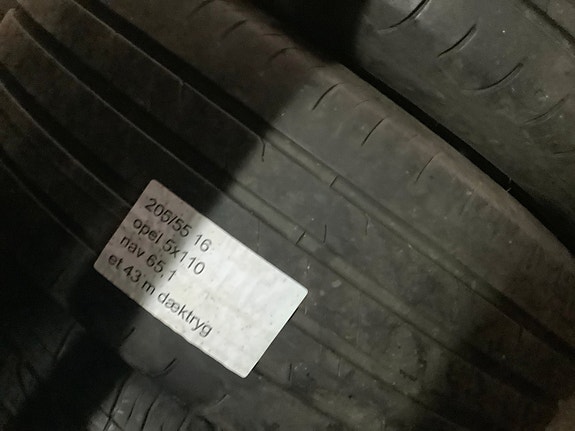 205/55 16
opel 5x110
nav 65,1
et 43 m dæktryg